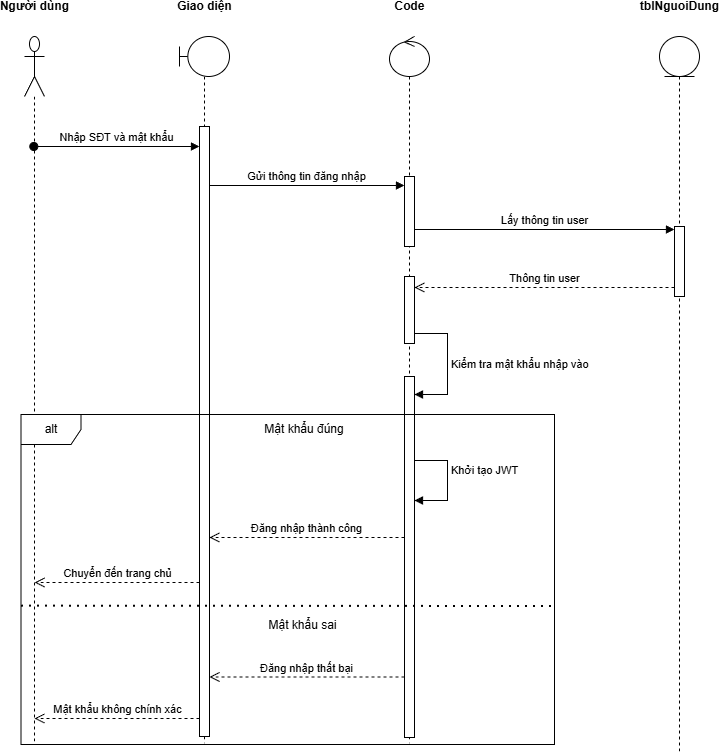 Người dùng
Giao diện
Code
tblNguoiDung
Nhập SĐT và mật khẩu
Gửi thông tin đăng nhập
Lấy thông tin user
Thông tin user
Kiểm tra mật khẩu nhập vào
alt
Mật khẩu đúng
Khởi tạo JWT
Đăng nhập thành công
Chuyển đến trang chủ
Mật khẩu sai
Đăng nhập thất bại
Mật khẩu không chính xác